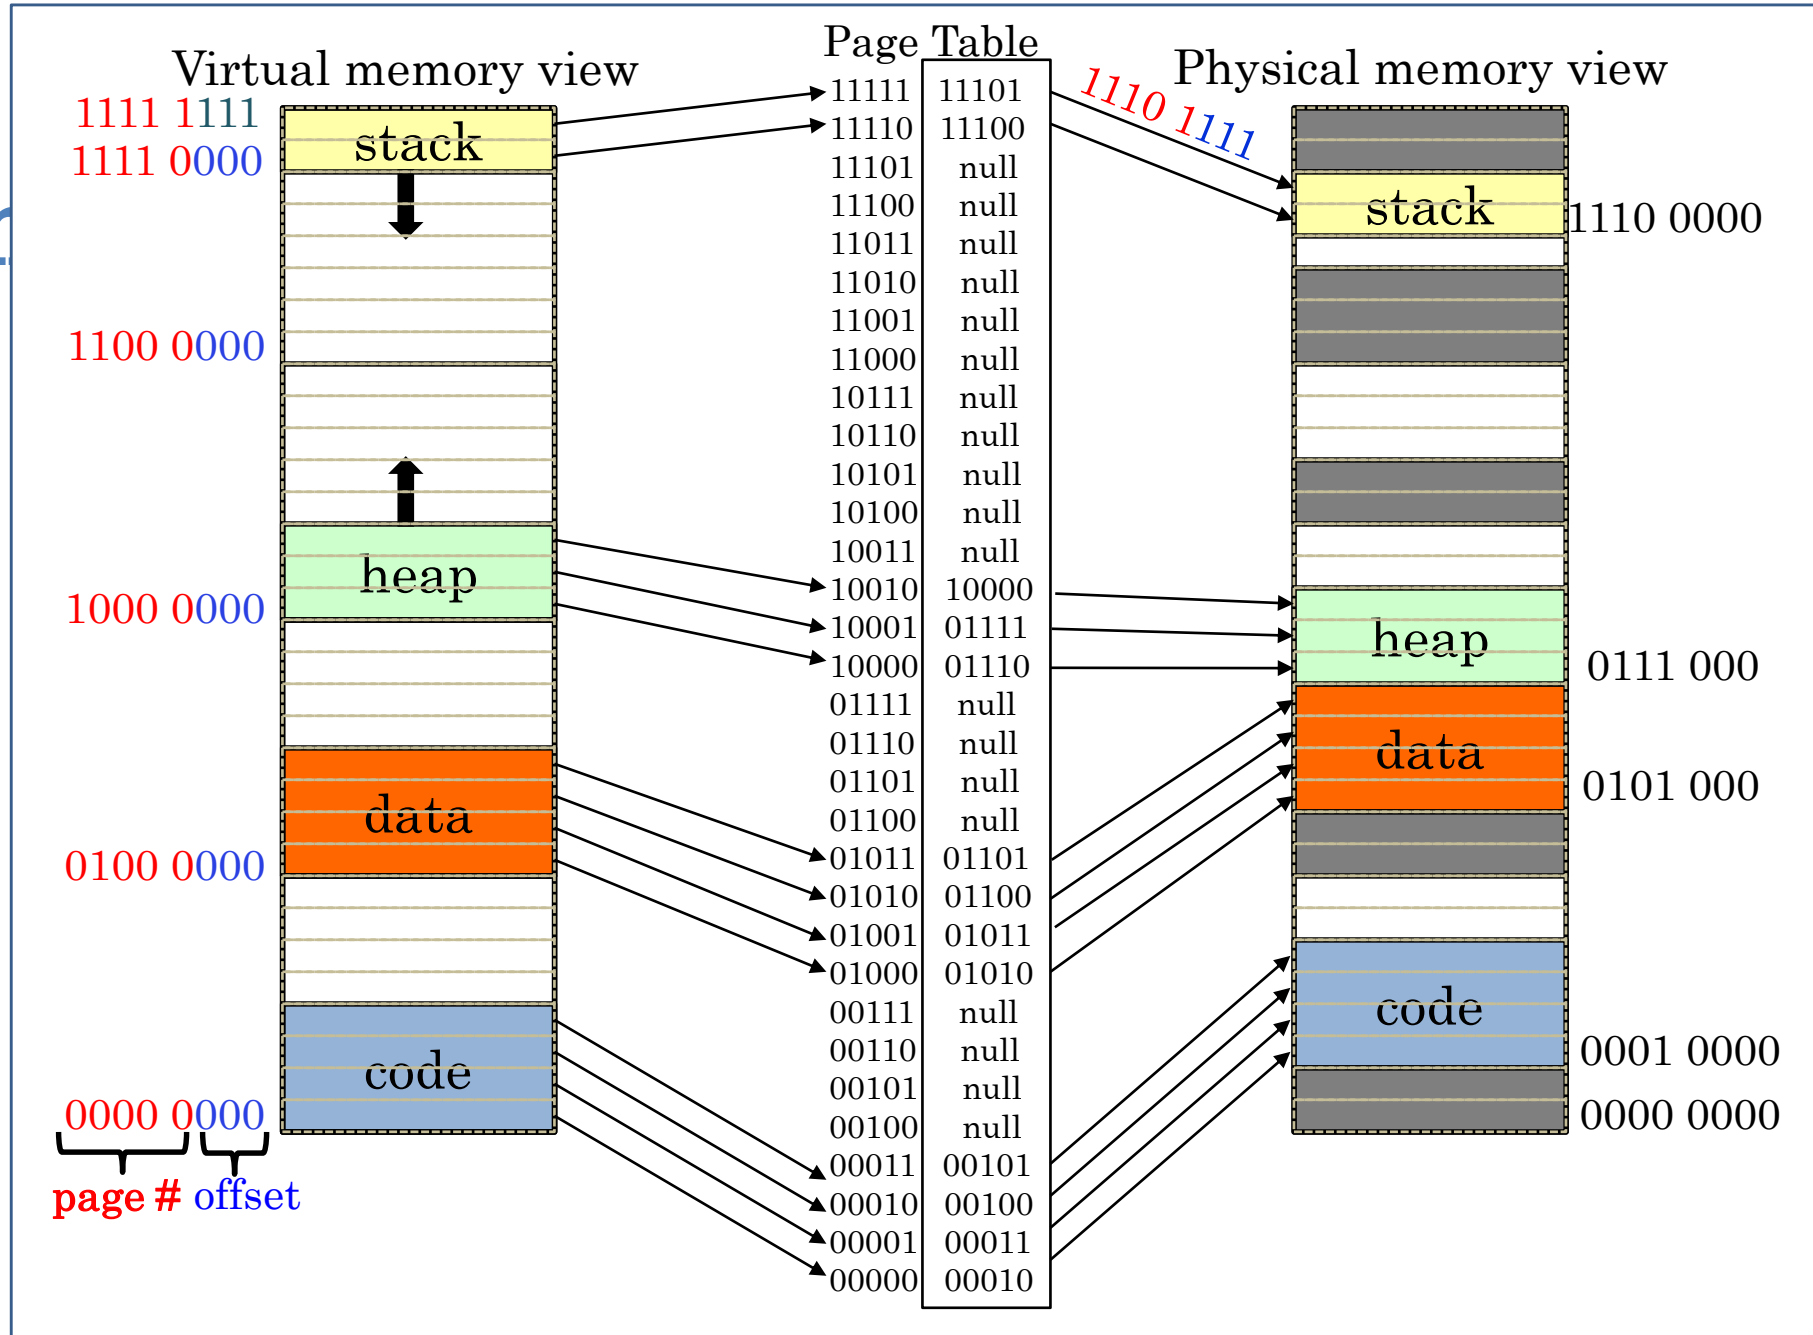 Page Table
Virtual memory view
Physical memory view
1111 1111
1111 0000
1100 0000
1000 0000
0100 0000
0000 0000
page # offset
stack
heap
data
code
11111 11101
11110 11100
11101 null
11100 null
11011 null
11010 null
11001 null
11000 null
10111 null
10110 null
10101 null
10100 null
10011 null
10010 10000
10001 01111
10000 01110
01111 null
01110 null
01101 null
01100 null
01011 01101
01010 01100
01001 01011
01000 01010
00111 null
00110 null
00101 null
00100 null
00011 00101
00010 00100
00001 00011
00000 00010
1110 1111
stack
1110 0000
heap
0111 000
data
0101 000
code
0001 0000
0000 0000